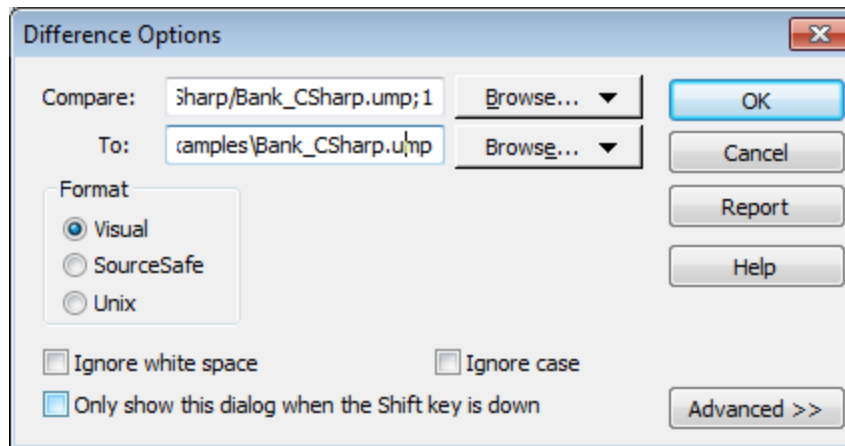 Difference Options
Compare: Sharp/Bank_CSharp.ump;1 Browse... OK
To: xamples\Bank_CSharp.ump Browse... Cancel
Format
Visual
Report
SourceSafe
Help
Unix
Ignore white space Ignore case
Only show this dialog when the Shift key is down Advanced >>